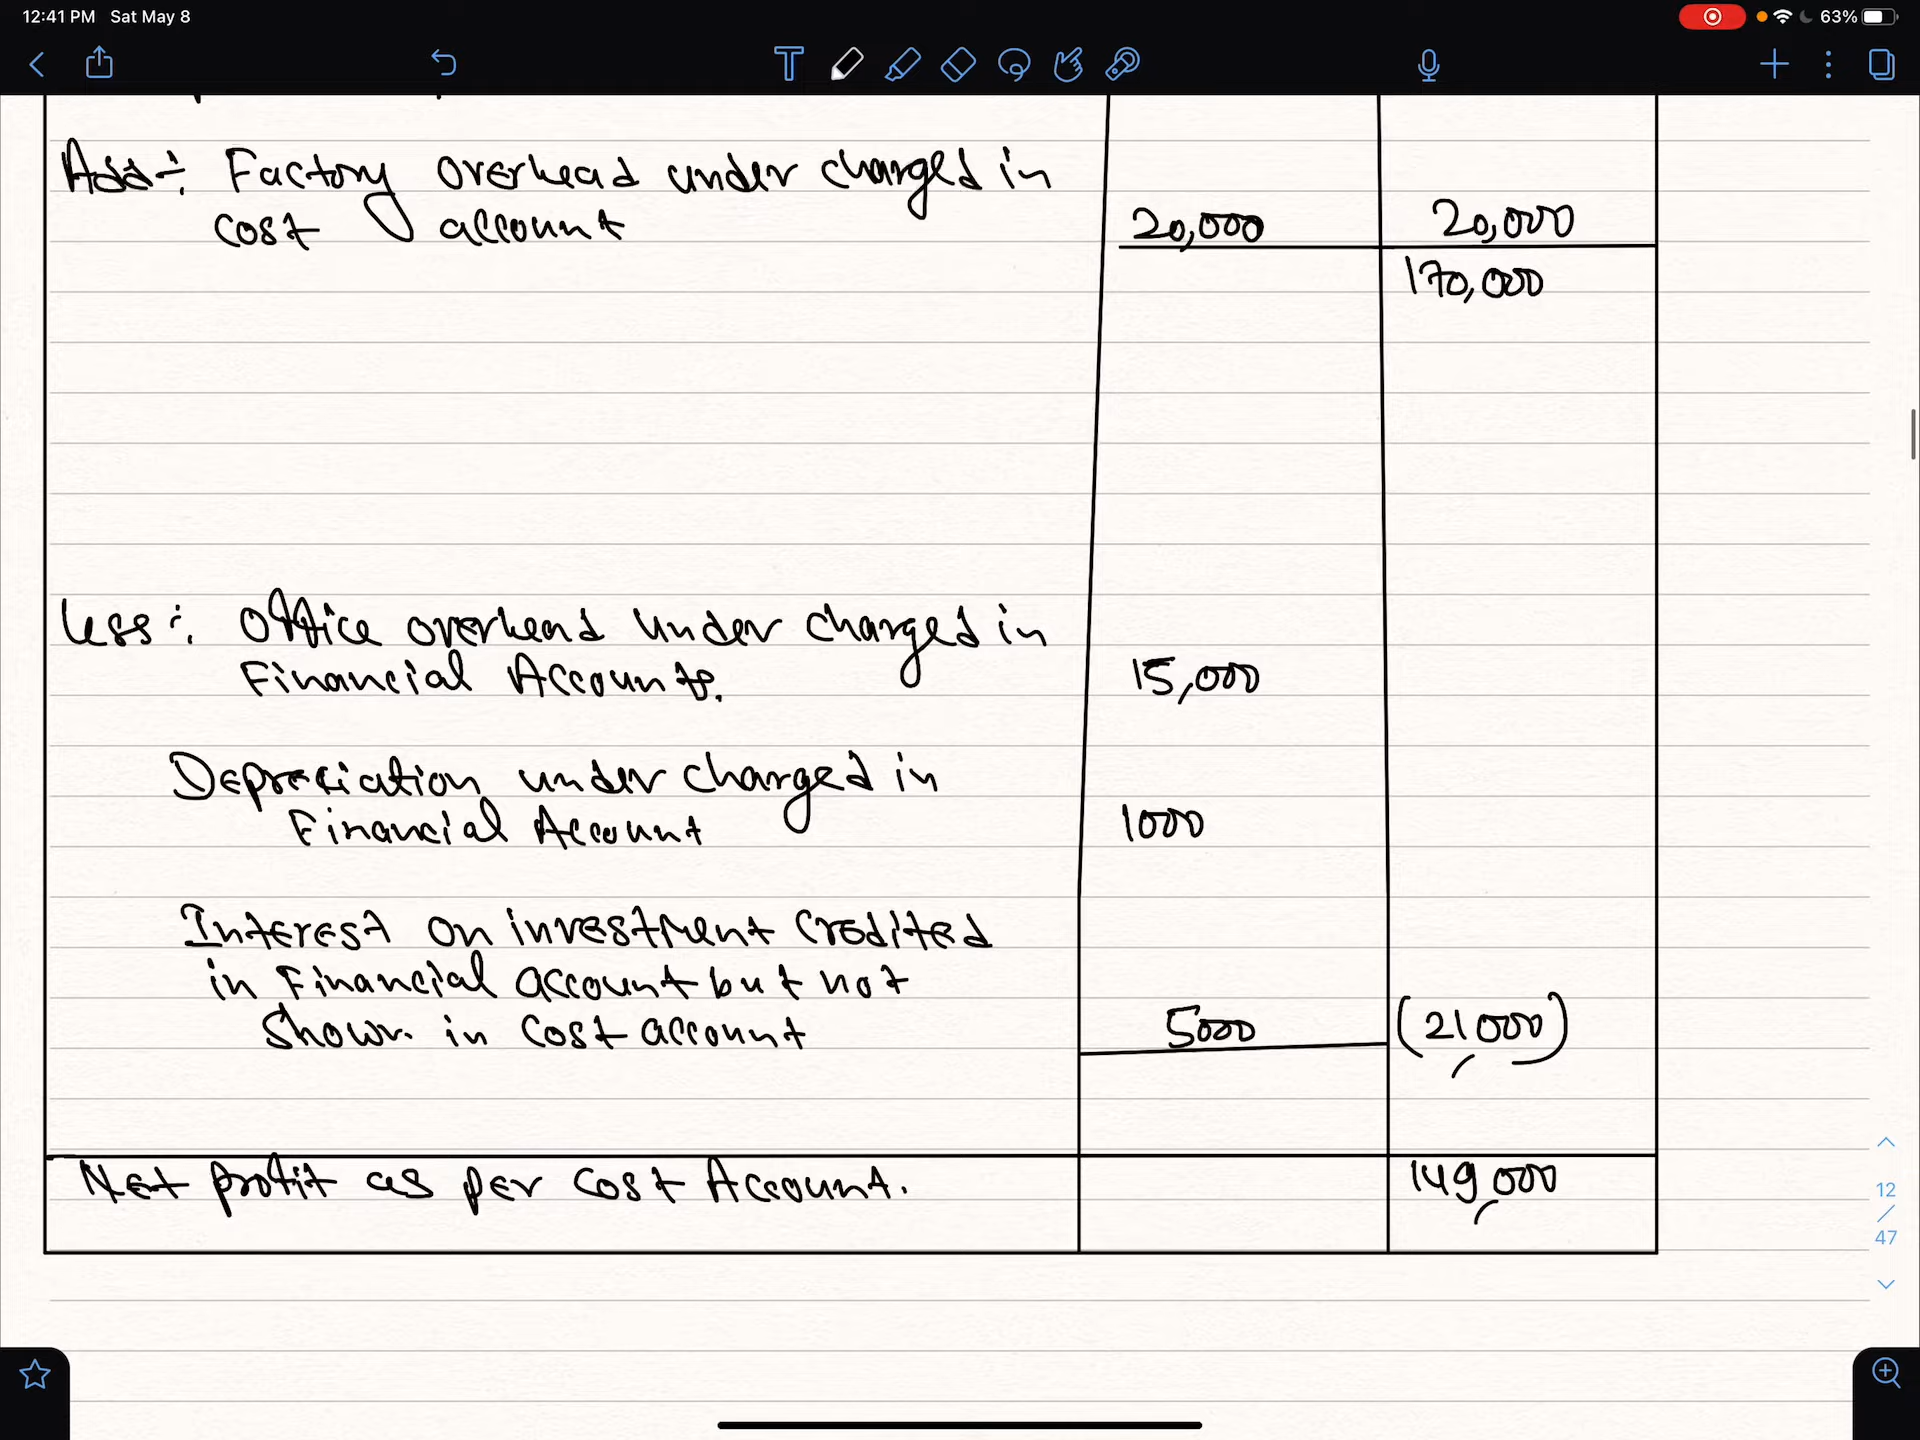 12:41 PM Sat May 8
63%
Add:- Factory overhead under charged in
cost account 20,000 20,000
170,000
Less:- Office overhead under charged in
Financial Accounts. 15,000
Depreciation under charged in
Financial Account 1000
Interest on investment credited
in Financial account but not
shown in cost account 5000 (21,000)
Net profit as per cost Account. 149,000
12
/
47